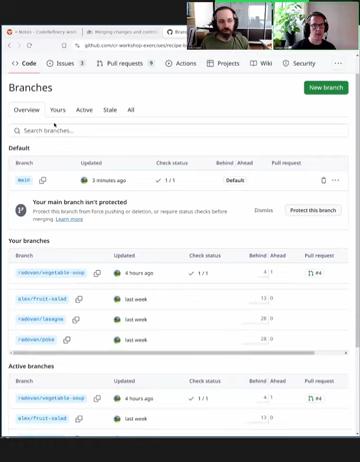 • Notes - CodeRefinery work
Merging changes and contri
Bran
github.com/cr-workshop-exercises/recipe-b
Code
Issues 3
Pull requests 9
Actions
Projects
Wiki
Security
Branches
New branch
Overview
Yours
Active
Stale
All
Search branches...
Default
Branch Updated Check status Behind Ahead Pull request
main 3 minutes ago 1 / 1 Default
Your main branch isn't protected
Protect this branch from force pushing or deletion, or require status checks before
merging. Learn more
Dismiss
Protect this branch
Your branches
Branch Updated Check status Behind Ahead Pull request
radovan/vegetable-soup 4 hours ago 1 / 1 4 1 #4
alex/fruit-salad last week 13 0
radovan/lasagna last week 28 0
radovan/poke last week 28 0
Active branches
Branch Updated Check status Behind Ahead Pull request
radovan/vegetable-soup 4 hours ago 1 / 1 4 1 #4
alex/fruit-salad last week 13 0